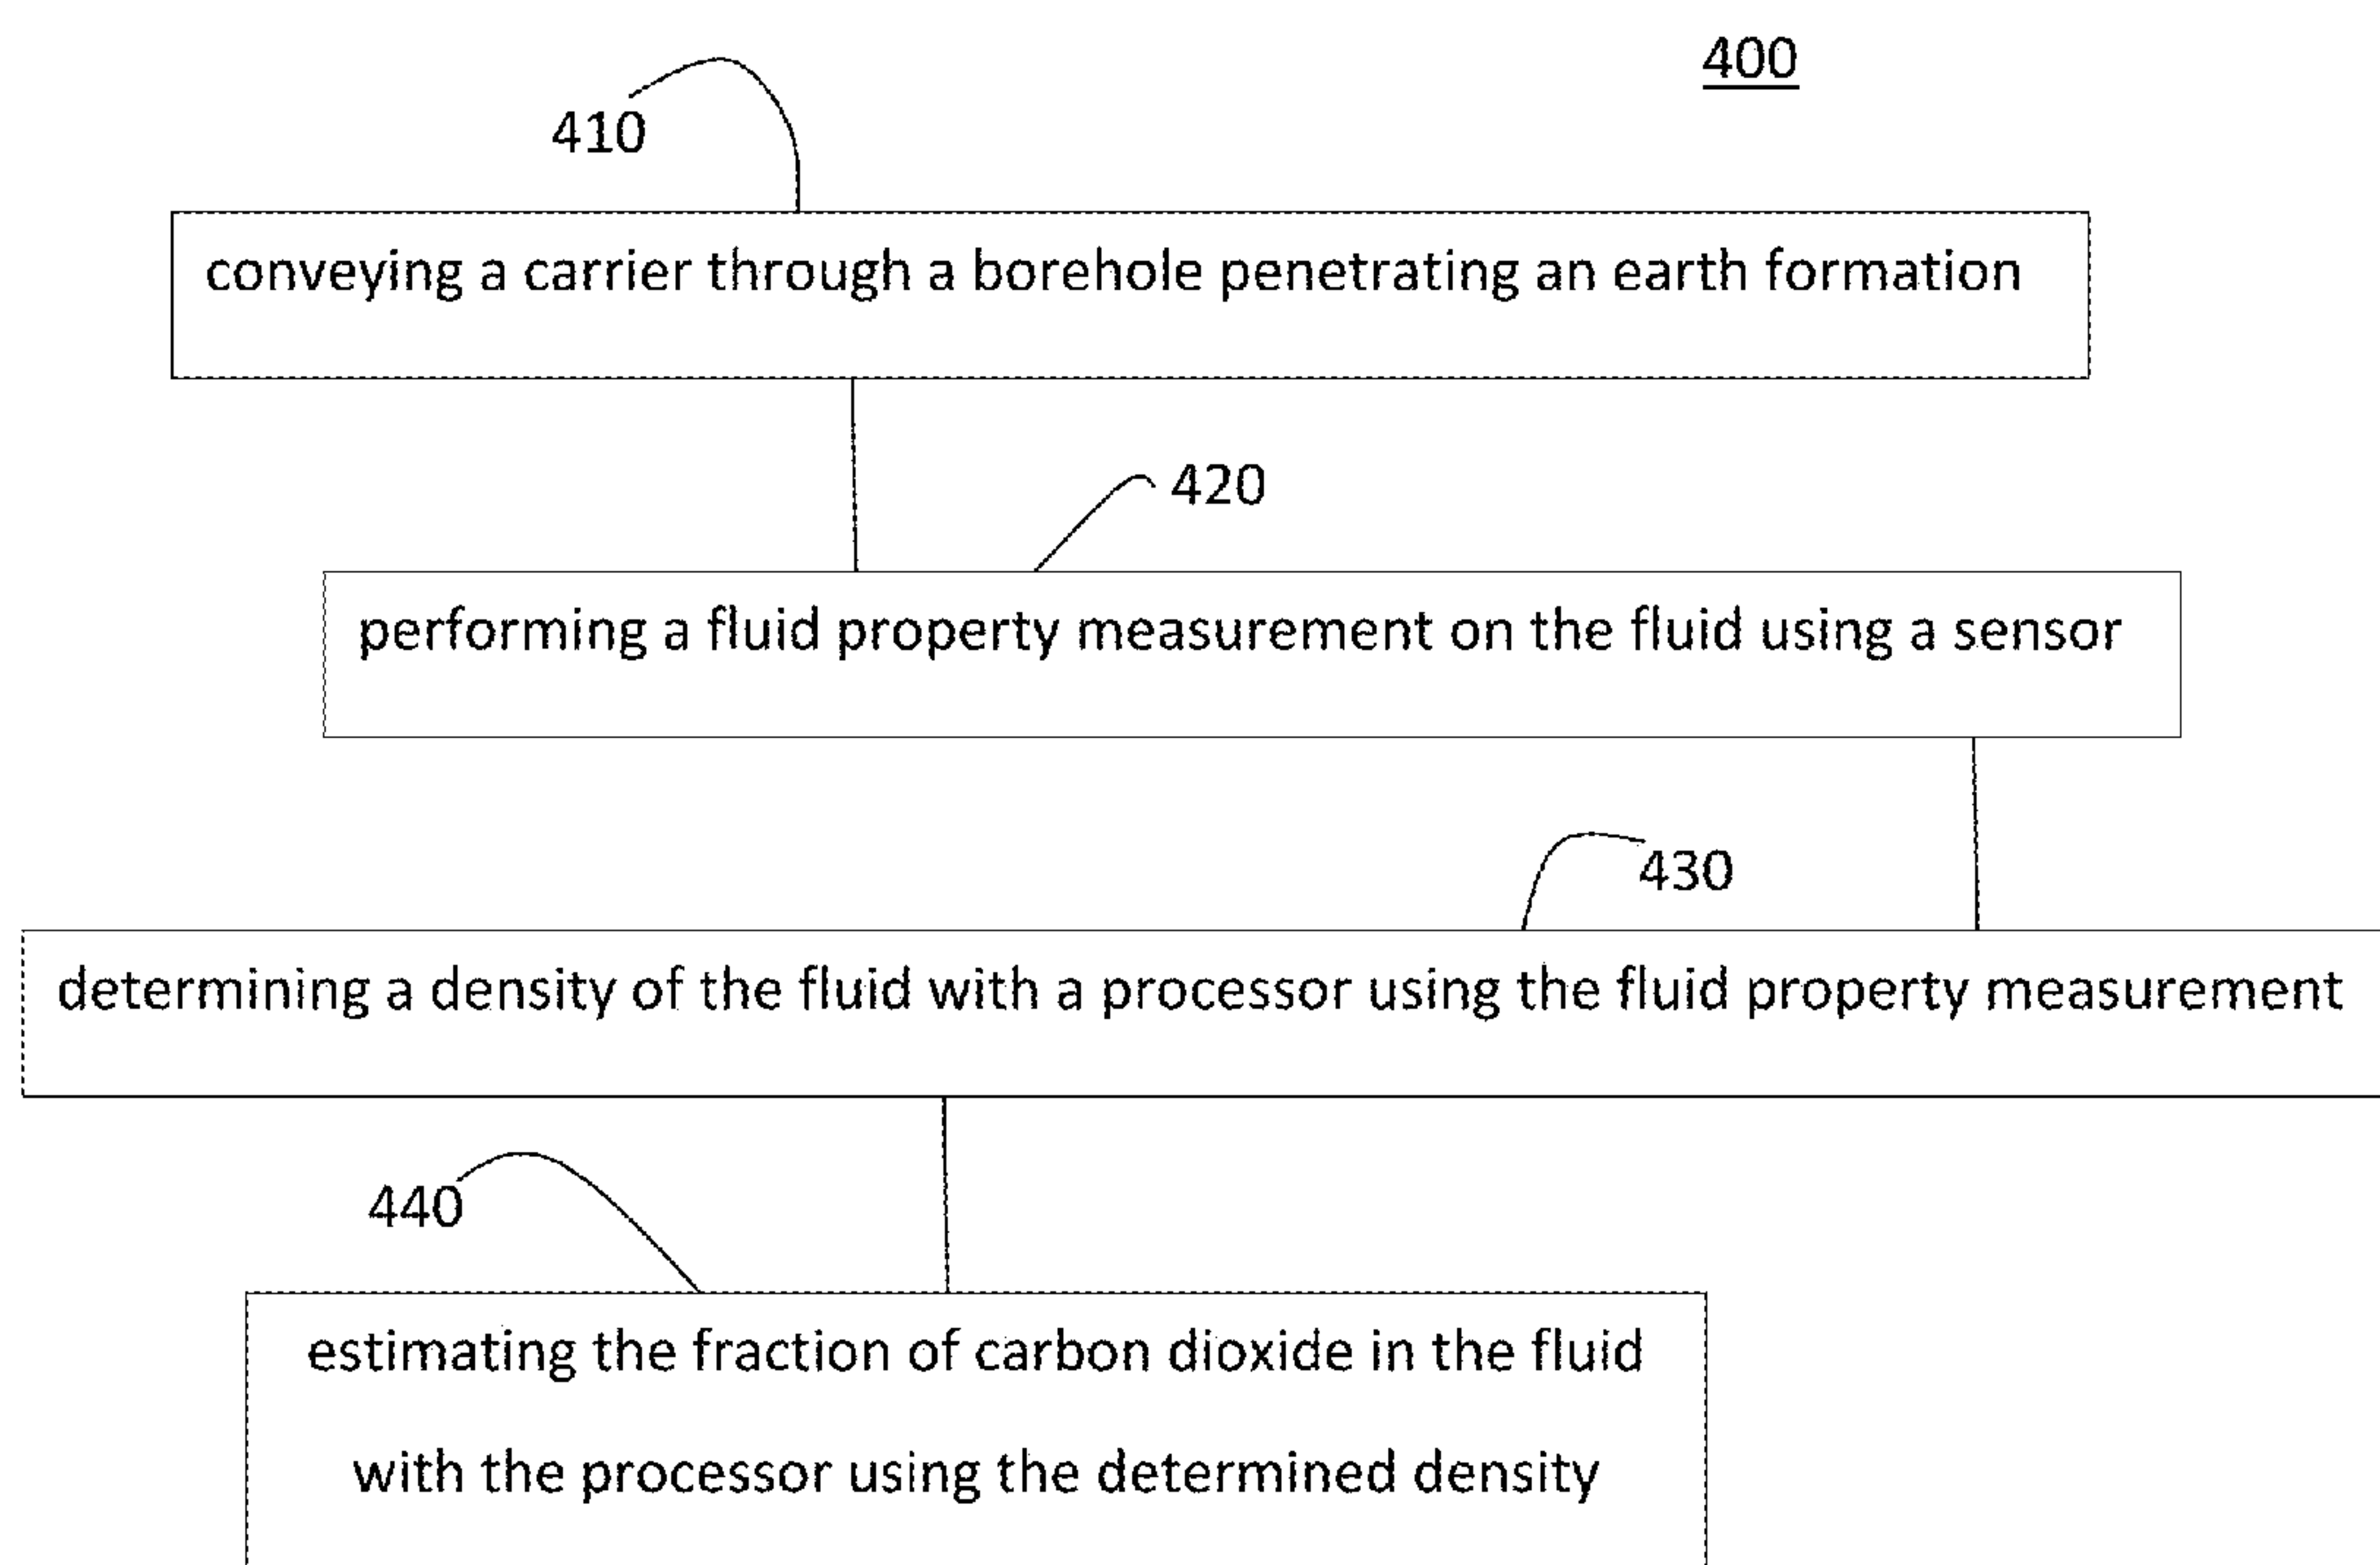 400
410
conveying a carrier through a borehole penetrating an earth formation
420
performing a fluid property measurement on the fluid using a sensor
430
determining a density of the fluid with a processor using the fluid property measurement
440
estimating the fraction of carbon dioxide in the fluid
with the processor using the determined density